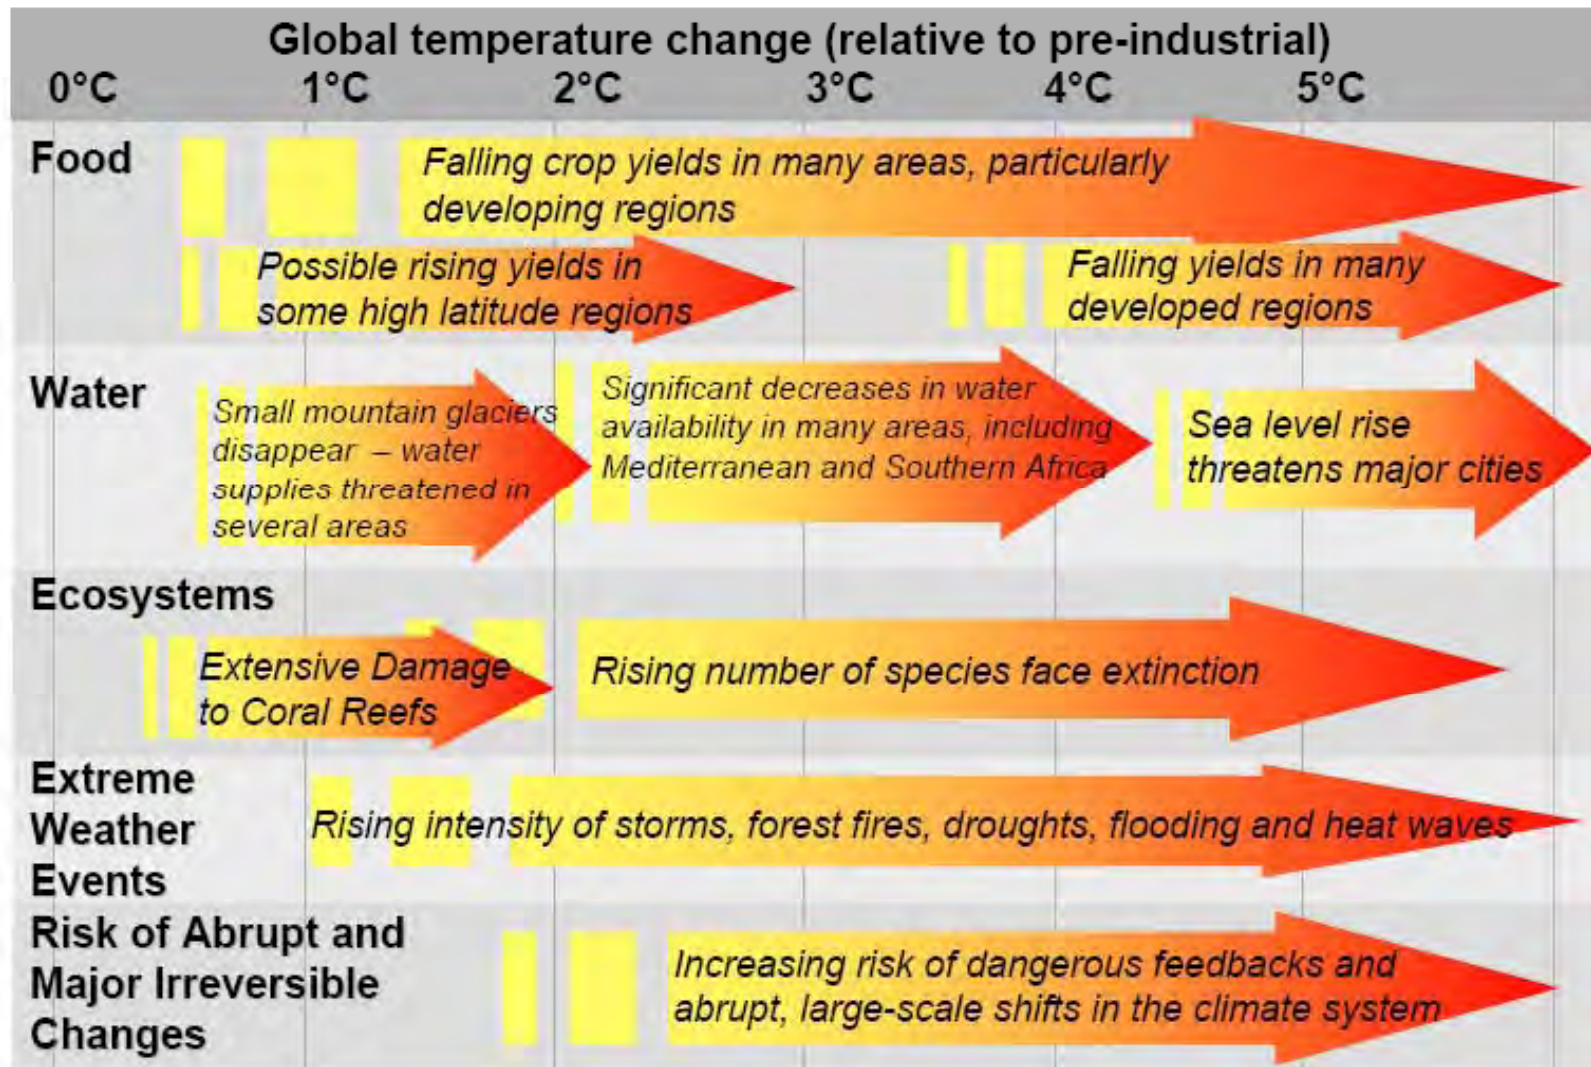 Global temperature change (relative to pre-industrial)
0°C 1°C 2°C 3°C 4°C 5°C
Food
Falling crop yields in many areas, particularly
developing regions
Possible rising yields in
some high latitude regions
Falling yields in many
developed regions
Water
Small mountain glaciers
disappear – water
supplies threatened in
several areas
Significant decreases in water
availability in many areas, including
Mediterranean and Southern Africa
Sea level rise
threatens major cities
Ecosystems
Extensive Damage
to Coral Reefs
Rising number of species face extinction
Extreme
Weather
Events
Rising intensity of storms, forest fires, droughts, flooding and heat waves
Risk of Abrupt and
Major Irreversible
Changes
Increasing risk of dangerous feedbacks and
abrupt, large-scale shifts in the climate system